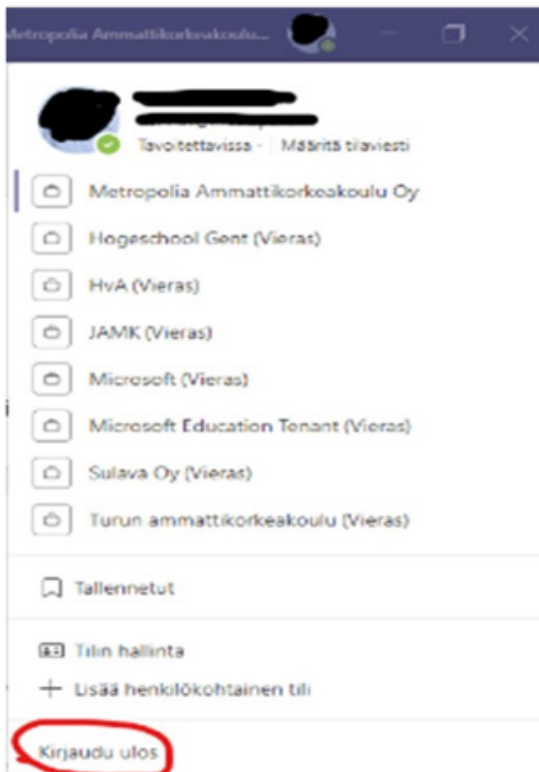 Metropolia Ammattikorkeakoulu...
Tavoitettavissa
Määritä tilaviesti
Metropolia Ammattikorkeakoulu Oy
Hogeschool Gent (Vieras)
HvA (Vieras)
JAMK (Vieras)
Microsoft (Vieras)
Microsoft Education Tenant (Vieras)
Sulava Oy (Vieras)
Turun ammattikorkeakoulu (Vieras)
Tallennetut
Tilin hallinta
Lisää henkilökohtainen tili
Kirjaudu ulos